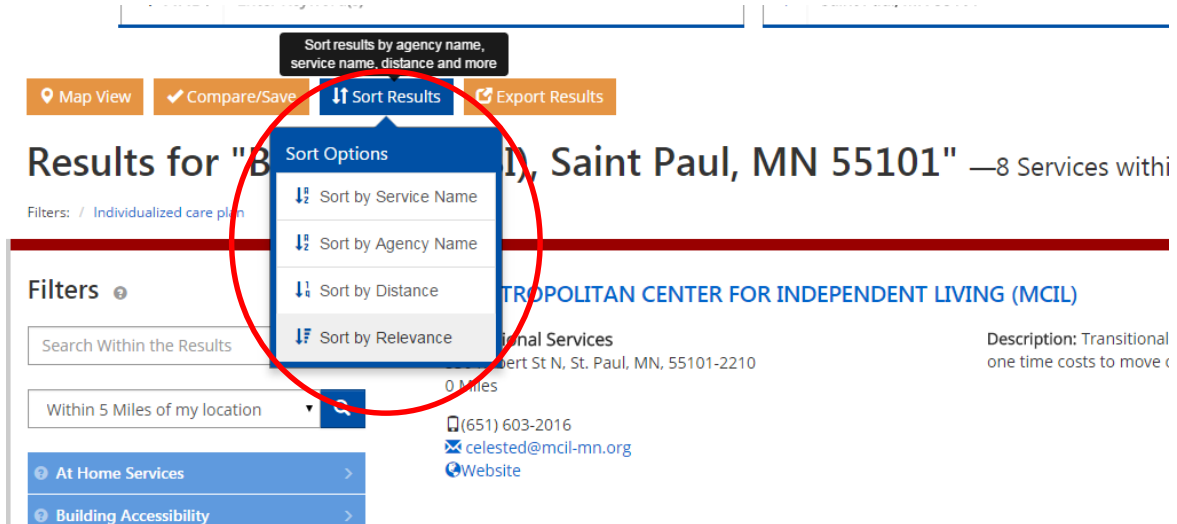 Sort results by agency name,
service name, distance and more
Map View
Compare/Save
Sort Results
Export Results
Results for "B
I), Saint Paul, MN 55101" —8 Services withi
Filters: / Individualized care plan
Sort Options
Sort by Service Name
Sort by Agency Name
Sort by Distance
Sort by Relevance
Filters
Search Within the Results
Within 5 Miles of my location
At Home Services
Building Accessibility
TROPOLITAN CENTER FOR INDEPENDENT LIVING (MCIL)
ional Services
St N, St. Paul, MN, 55101-2210
0 Miles
(651) 603-2016
celested@mcil-mn.org
Website
Description: Transitional
one time costs to move